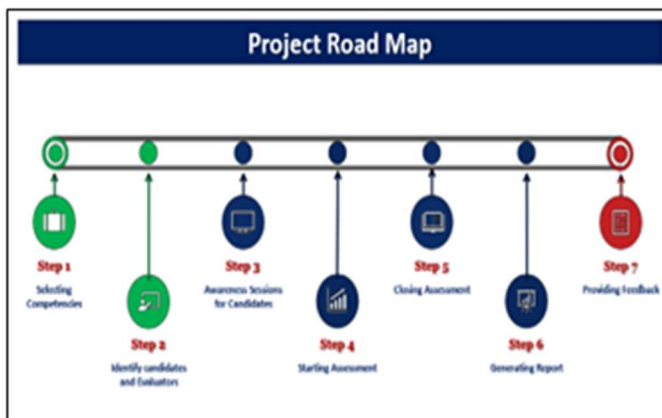 Project Road Map
Step 1
Selecting
Competencies
Step 2
Identify candidates
and Evaluators
Step 3
Awareness Sessions
for Candidates
Step 4
Starting Assessment
Step 5
Closing Assessment
Step 6
Generating Report
Step 7
Providing Feedback